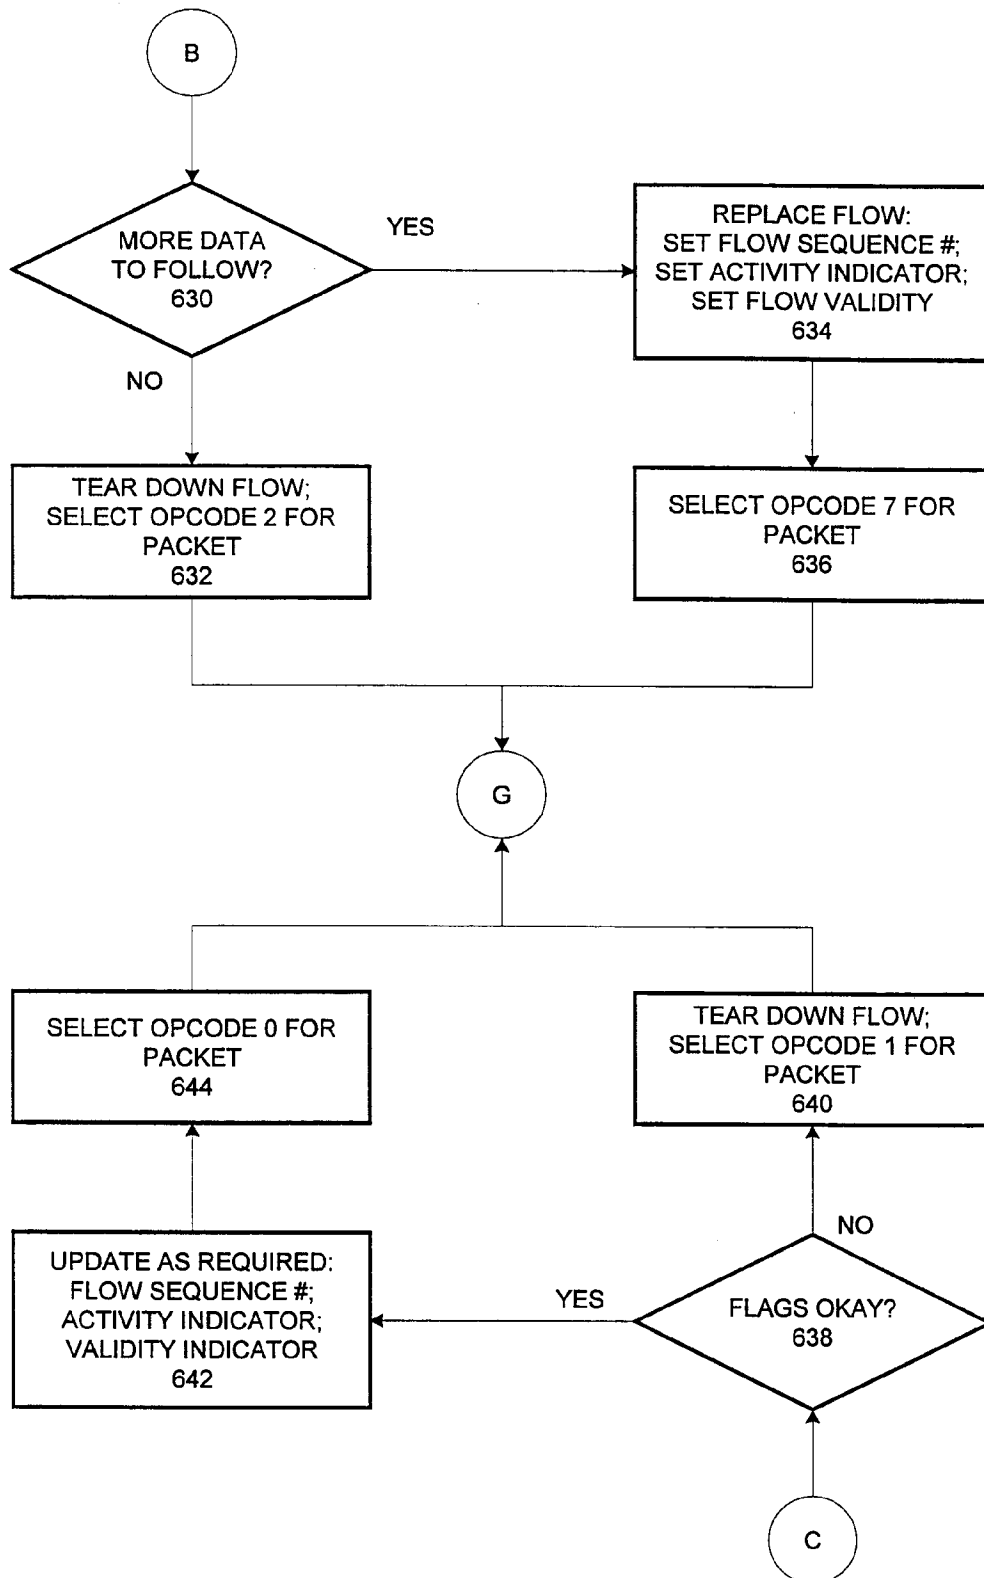 B
MORE DATA
TO FOLLOW?
630
YES
NO
REPLACE FLOW:
SET FLOW SEQUENCE #;
SET ACTIVITY INDICATOR;
SET FLOW VALIDITY
634
TEAR DOWN FLOW;
SELECT OPCODE 2 FOR
PACKET
632
SELECT OPCODE 7 FOR
PACKET
636
G
SELECT OPCODE 0 FOR
PACKET
644
TEAR DOWN FLOW;
SELECT OPCODE 1 FOR
PACKET
640
UPDATE AS REQUIRED:
FLOW SEQUENCE #;
ACTIVITY INDICATOR;
VALIDITY INDICATOR
642
YES
NO
FLAGS OKAY?
638
C